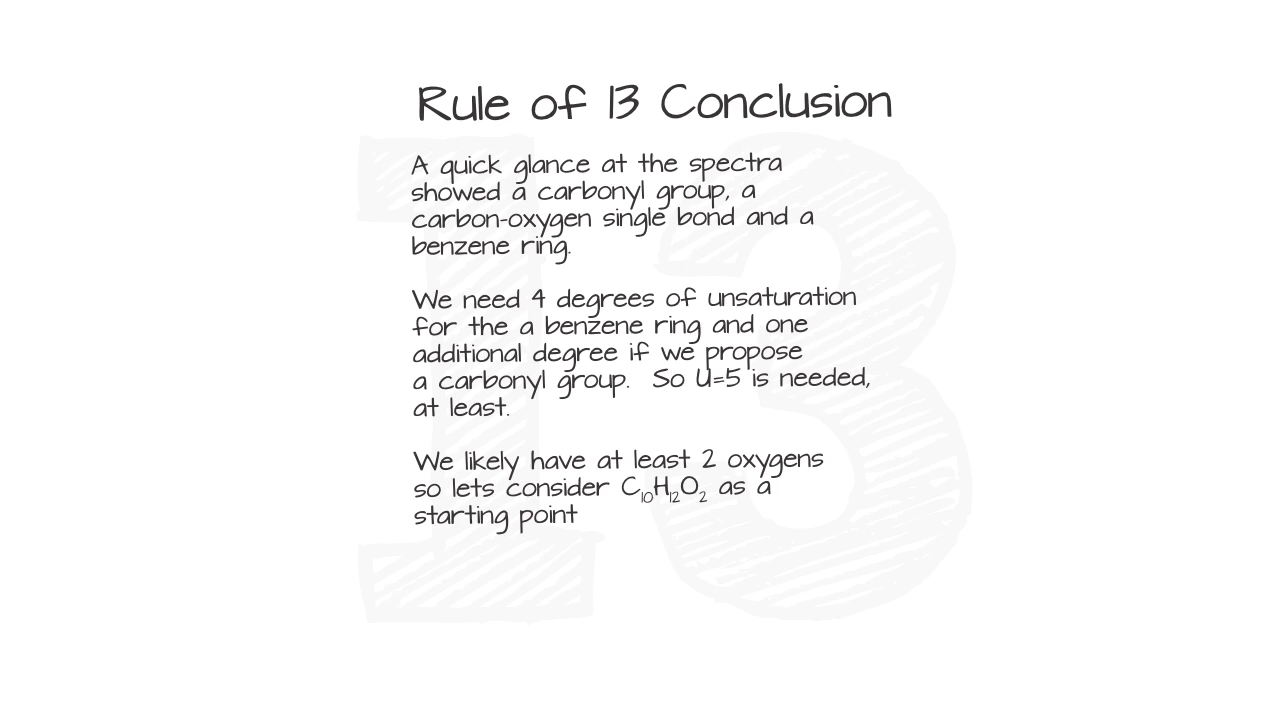 Rule of 13 Conclusion
A quick glance at the spectra
showed a carbonyl group, a
carbon-oxygen single bond and a
benzene ring.
We need 4 degrees of unsaturation
for the a benzene ring and one
additional degree if we propose
a carbonyl group. So U=5 is needed,
at least.
We likely have at least 2 oxygens
so lets consider C₁₀H₁₂O₂ as a
starting point
13